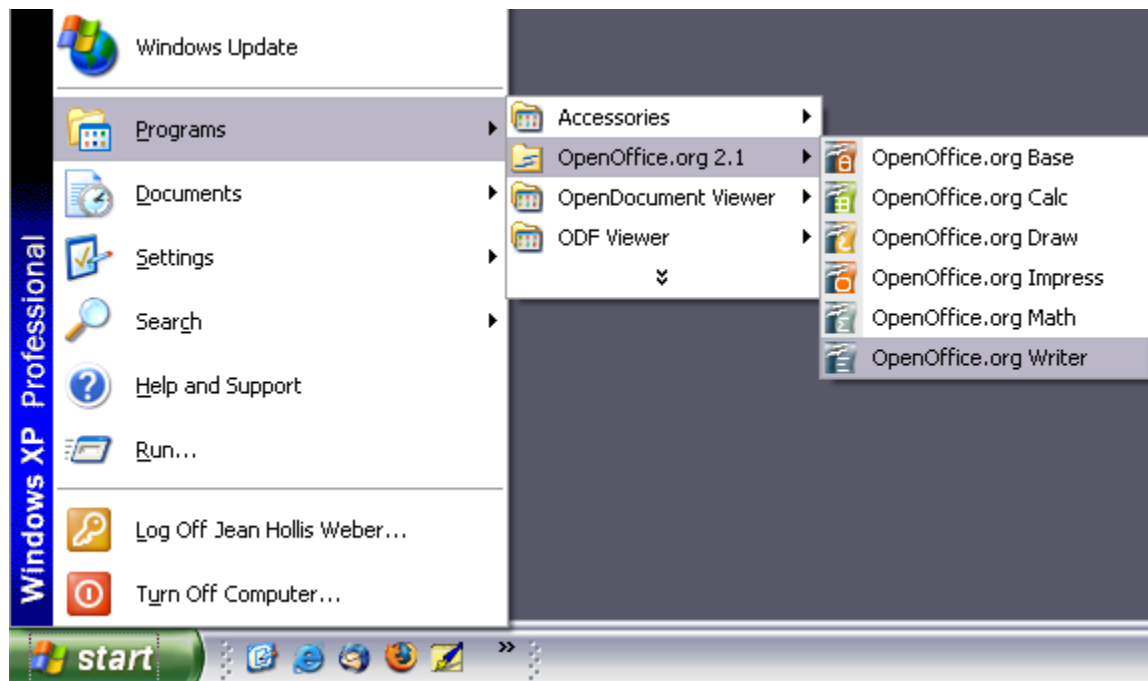 Windows XP Professional
Windows Update
Programs
Documents
Settings
Search
Help and Support
Run...
Log Off Jean Hollis Weber...
Turn Off Computer...
Accessories
OpenOffice.org 2.1
OpenDocument Viewer
ODF Viewer
OpenOffice.org Base
OpenOffice.org Calc
OpenOffice.org Draw
OpenOffice.org Impress
OpenOffice.org Math
OpenOffice.org Writer
start